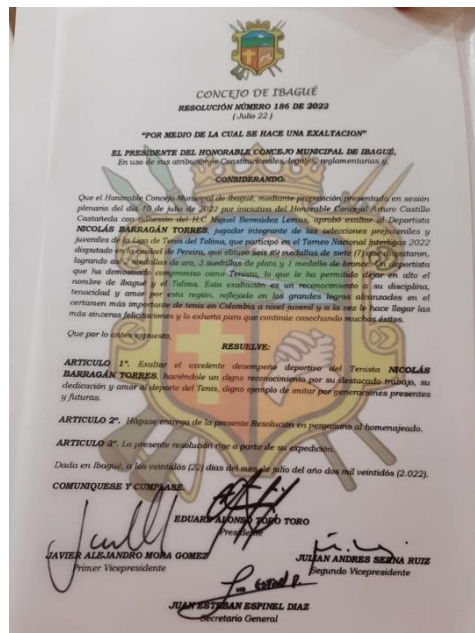 CONCEJO DE IBAGUÉ
RESOLUCIÓN NÚMERO 186 DE 2022
( Julio 22 )
"POR MEDIO DE LA CUAL SE HACE UNA EXALTACION"
EL PRESIDENTE DEL HONORABLE CONCEJO MUNICIPAL DE IBAGUÉ,
En uso de sus atribuciones Constitucionales, legales, reglamentarias y,
CONSIDERANDO:
Que el Honorable Concejo Municipal de Ibagué, mediante proposición presentada en sesión
plenaria del día 10 de julio de 2022 por iniciativa del Honorable Concejal Arturo Castillo
Castañeda con adhesión del H.C Miguel Bermúdez Lemus, aprobó exaltar al Deportista
NICOLÁS BARRAGÁN TORRES, jugador integrante de las selecciones prejuveniles y
juveniles de la Liga de Tenis del Tolima, que participó en el Torneo Nacional Interligas 2022
disputado en la ciudad de Pereira, que obtuvo seis (6) medallas de siete (7) que disputaron,
logrando así 2 medallas de oro, 3 medallas de plata y 1 medalla de bronce. Un deportista
que ha demostrado compromiso como Tenista, lo que le ha permitido dejar en alto el
nombre de Ibagué y el Tolima. Esta exaltación es un reconocimiento a su disciplina,
tenacidad y amor por esta región, reflejado en los grandes logros alcanzados en el
certamen más importante de tenis en Colombia a nivel juvenil y a la vez le hace llegar las
más sinceras felicitaciones y lo exhorta para que continúe cosechando muchos éxitos.
Que por lo antes expuesto,
RESUELVE:
ARTICULO 1°. Exaltar el excelente desempeño deportivo del Tenista NICOLÁS
BARRAGÁN TORRES, haciéndole un digno reconocimiento por su destacado trabajo, su
dedicación y amor al deporte del Tenis, digno ejemplo de imitar por generaciones presentes
y futuras.
ARTICULO 2°. Hágase entrega de la presente Resolución en pergamino al homenajeado.
ARTICULO 3°. La presente resolución rige a partir de su expedición.
Dada en Ibagué, a los veintidós (22) días del mes de julio del año dos mil veintidós (2.022).
COMUNIQUESE Y CUMPLASE.
EDUARD ALONSO TORO TORO
Presidente
JAVIER ALEJANDRO MORA GOMEZ
Primer Vicepresidente
JULIAN ANDRES SERNA RUIZ
Segundo Vicepresidente
JUAN ESTEBAN ESPINEL DIAZ
Secretario General